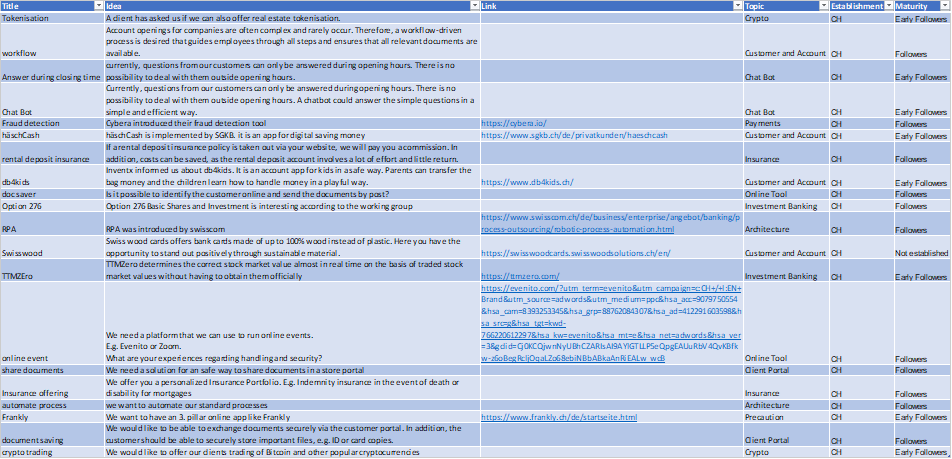 Title Idea Link Topic Establishment Maturity
Tokenisation A client has asked us if we can also offer real estate tokenisation. Crypto CH Early Followers
Account openings for companies are often complex and rarely occur. Therefore, a workflow-driven
process is desired that guides employees through all steps and ensures that all relevant documents are
workflow available. Customer and Account CH Followers
currently, questions from our customers can only be answered during opening hours. There is no
Answer during closing time possibility to deal with them outside opening hours. Chat Bot CH Early Followers
Currently, questions from our customers can only be answered during opening hours. There is no
possibility to deal with them outside opening hours. A chatbot could answer the simple questions in a
Chat Bot simple and efficient way. Chat Bot CH Early Followers
Fraud detection Cybera introduced their fraud detection tool https://cybera.io/ Payments CH Followers
häschCash häschCash is implemented by SGKB. it is an app for digital saving money https://www.sgkb.ch/de/privatkunden/haeschcash Customer and Account CH Early Followers
If a rental deposit insurance policy is taken out via your website, we will pay you a commission. In
rental deposit insurance addition, costs can be saved, as the rental deposit account involves a lot of effort and little return. Insurance CH Followers
Inventx informed us about db4kids. It is an account app for kids in a safe way. Parents can transfer the
db4kids bag money and the children learn how to handle money in a playful way. https://www.db4kids.ch/ Customer and Account CH Early Followers
doc saver Is it possible to identify the customer online and send the documents by post? Online Tool CH Followers
Option 276 Option 276 Basic Shares and Investment is interesting according to the working group Investment Banking CH Followers
https://www.swisscom.ch/de/business/enterprise/angebot/banking/p
RPA RPA was introduced by swisscom rocess-outsourcing/robotic-process-automation.html Architecture CH Followers
Swiss wood cards offers bank cards made of up to 100% wood instead of plastic. Here you have the
Swisswood opportunity to stand out positively through sustainable material. https://swisswoodcards.swisswoodsolutions.ch/en/ Customer and Account CH Not established
TTMZero determines the correct stock market value almost in real time on the basis of traded stock
TTMZEro market values without having to obtain them officially https://ttmzero.com/ Investment Banking CH Early Followers
https://evenito.com/?utm_term=evenito&utm_campaign=c:CH+/+l:EN+
Brand&utm_source=adwords&utm_medium=ppc&hsa_acc=9079750554
&hsa_cam=8393253345&hsa_grp=88762084307&hsa_ad=412291603598&h
sa_src=g&hsa_tgt=kwd-
We need a platform that we can use to run online events. 766220612297&hsa_kw=evenito&hsa_mt=e&hsa_net=adwords&hsa_ver
E.g. Evenito or Zoom.
online event What are your experiences regarding handling and security? Online Tool CH Followers
share documents We need a solution for an safe way to share documents in a store portal Client Portal CH Followers
We offer you a personalized Insurance Portfolio. E.g. Indemnity insurance in the event of death or
Insurance offering disability for mortgages Insurance CH Followers
automate process we want to automate our standard processes Architecture CH Followers
Frankly We want to have an 3. pillar online app like Frankly https://www.frankly.ch/de/startseite.html Precaution CH Early Followers
We would like to be able to exchange documents securely via the customer portal. In addition, the
document saving customer should be able to securely store important files, e.g. ID or card copies. Client Portal CH Followers
crypto trading We would like to offer our clients trading of Bitcoin and other popular cryptocurrencies Crypto CH Early Followers